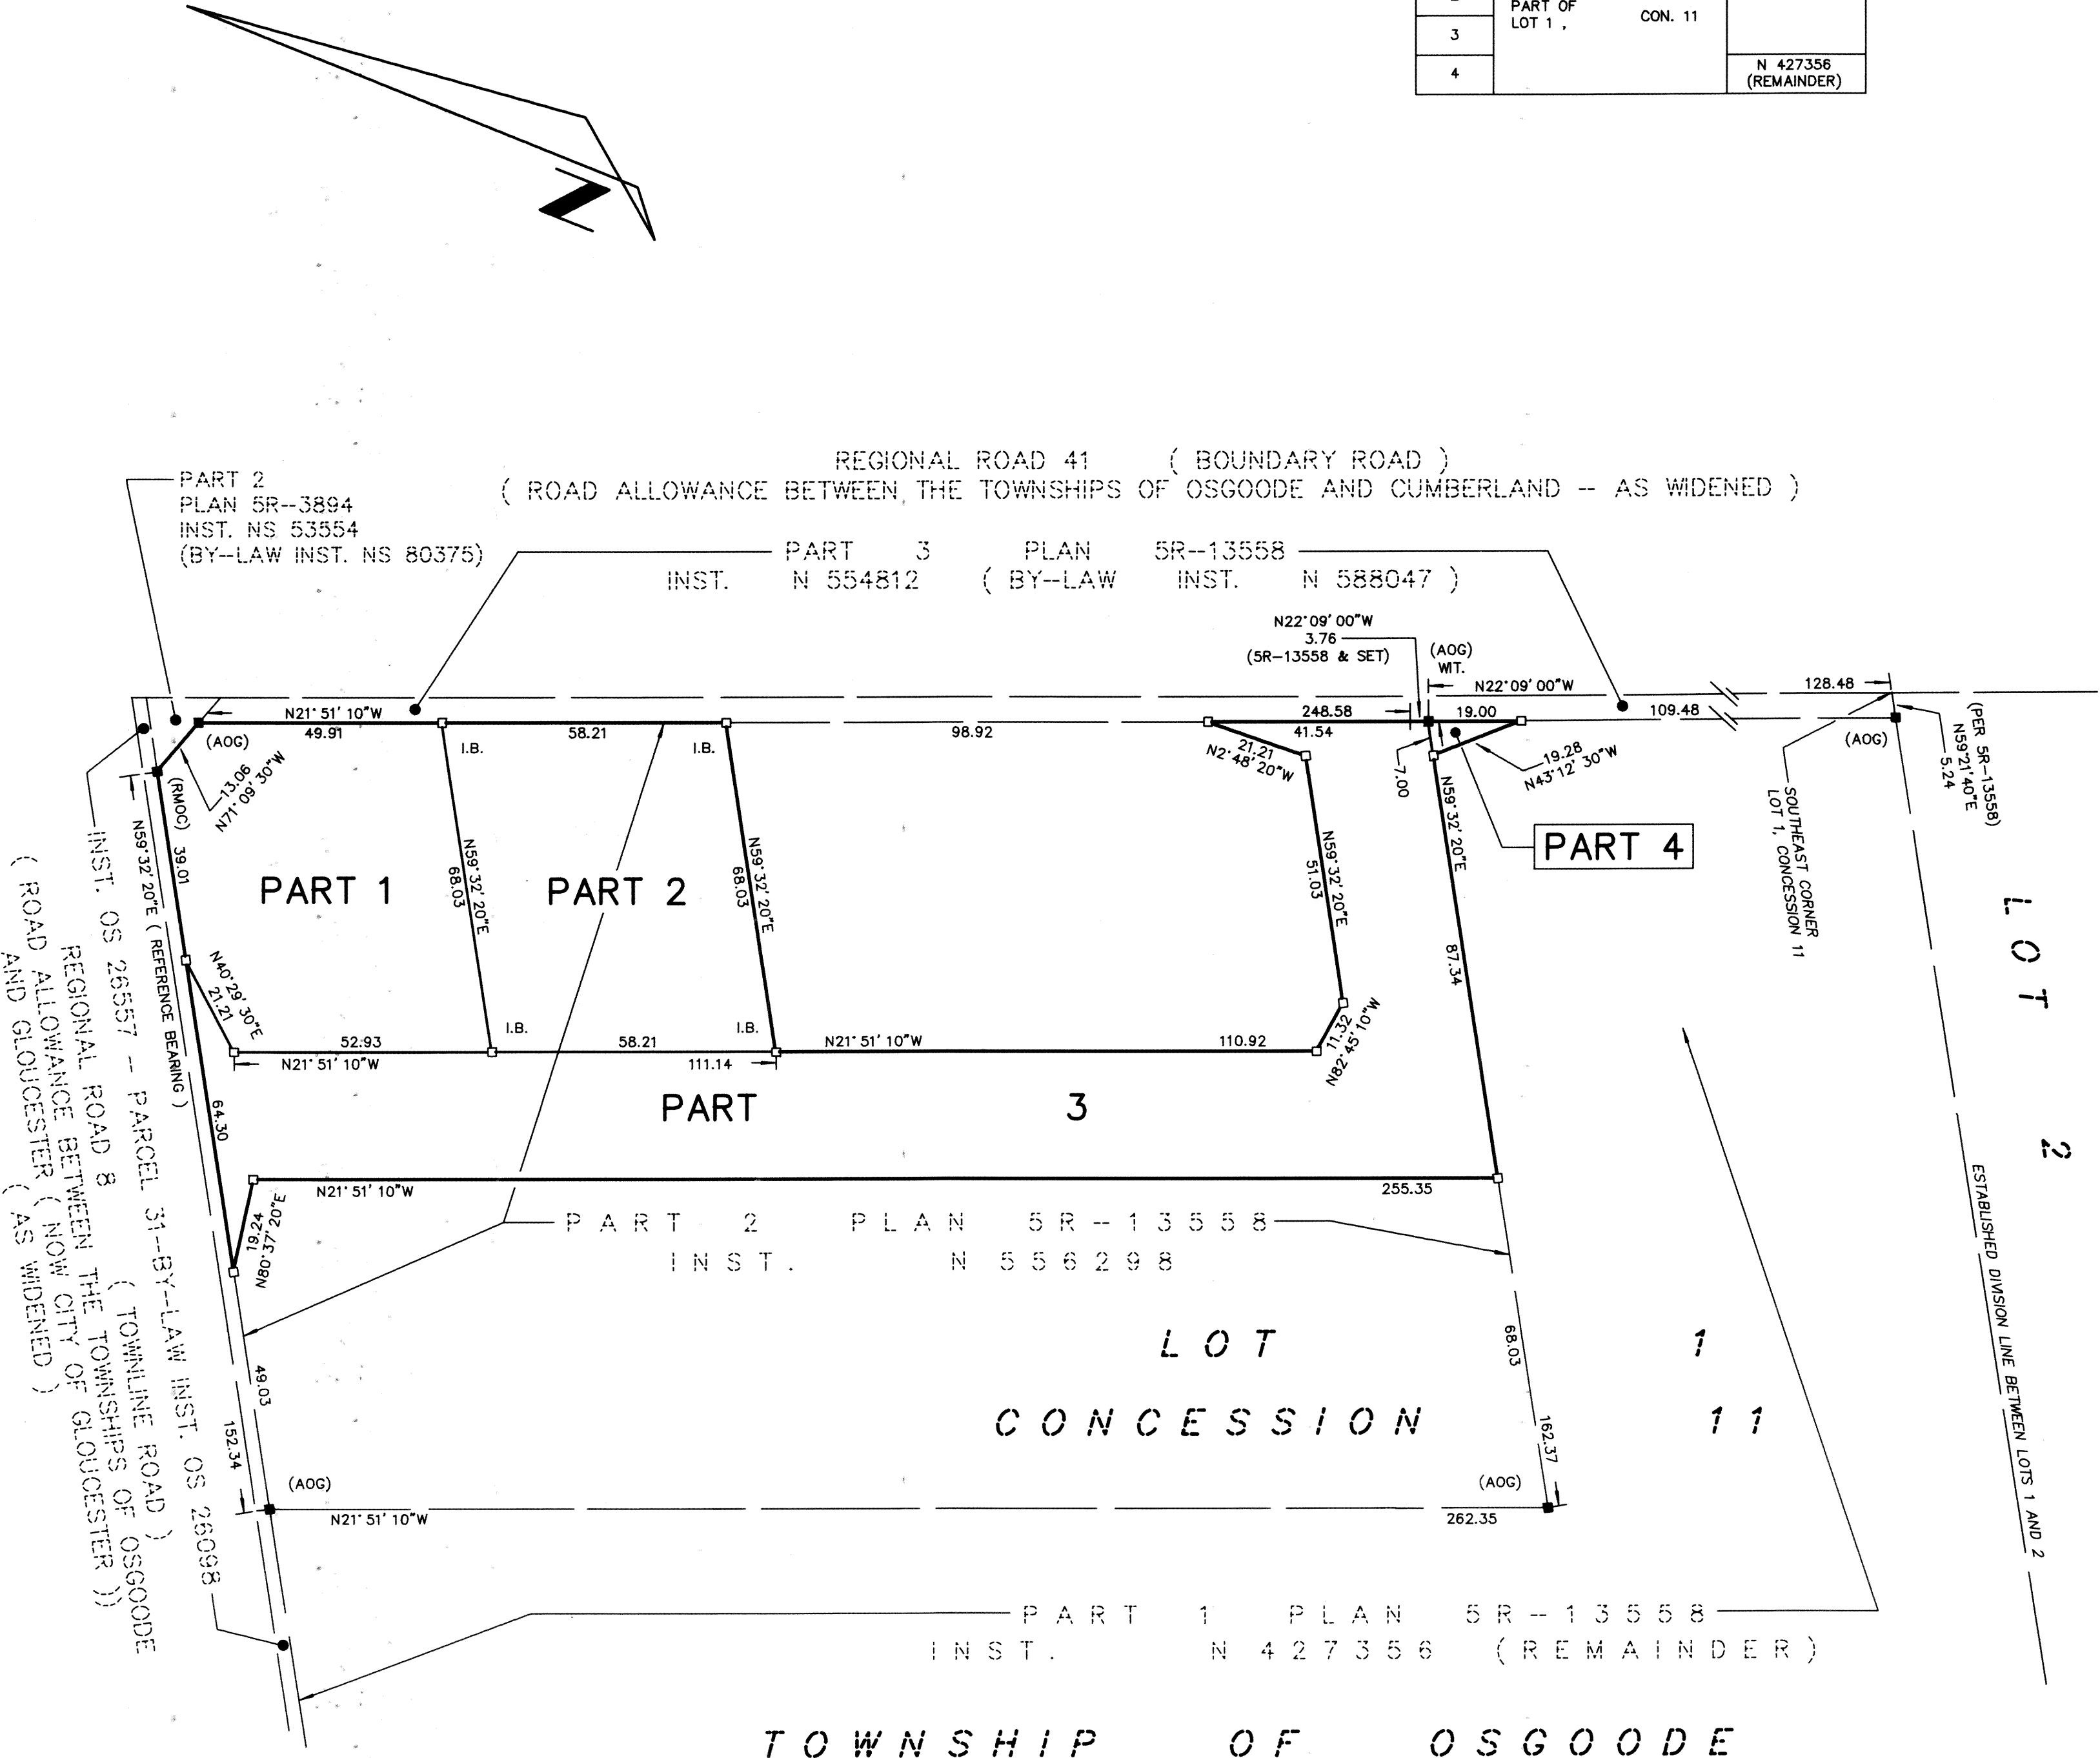 PART OF
LOT 1 ,
CON. 11
3
4
N 427356
(REMAINDER)
N
REGIONAL ROAD 41 ( BOUNDARY ROAD )
( ROAD ALLOWANCE BETWEEN THE TOWNSHIPS OF OSGOODE AND CUMBERLAND -- AS WIDENED )
PART 2
PLAN 5R--3894
INST. NS 53554
(BY--LAW INST. NS 80375)
PART 3 PLAN 5R--13558
INST. N 554812 ( BY--LAW INST. N 588047 )
N22°09'00"W
3.76
(5R-13558 & SET)
(AOG)
WIT.
N22°09'00"W
128.48
N21°51'10"W
49.91
(AOG)
58.21
98.92
248.58
41.54
19.00
109.48
(AOG)
(PER 5R-13558)
N59°21'40"E
5.24
I.B.
I.B.
21.21
N2°48'20"W
7.00
19.28
N43°12'30"W
13.06
N71°09'30"W
(RMOC)
39.01
N59°32'20"E ( REFERENCE BEARING )
PART 1
N59°32'20"E
68.03
PART 2
N59°32'20"E
68.03
N59°32'20"E
51.03
N59°32'20"E
87.34
PART 4
SOUTHEAST CORNER
LOT 1, CONCESSION 11
LOT 2
N40°29'30"E
21.21
I.B.
I.B.
52.93
N21°51'10"W
58.21
111.14
N21°51'10"W
110.92
11.32
N82°45'10"W
PART 3
64.30
N21°51'10"W
255.35
19.24
N80°37'20"E
PART 2 PLAN 5R--13558
INST. N 556298
LOT 1
CONCESSION 11
49.03
152.34
68.03
162.37
(AOG)
N21°51'10"W
(AOG)
262.35
ESTABLISHED DIVISION LINE BETWEEN LOTS 1 AND 2
INST. OS 26557 -- PARCEL 31--BY--LAW INST. OS 26098
REGIONAL ROAD 8 ( TOWNLINE ROAD )
( ROAD ALLOWANCE BETWEEN THE TOWNSHIPS OF OSGOODE
AND GLOUCESTER ( NOW CITY OF GLOUCESTER ))
( AS WIDENED )
PART 1 PLAN 5R--13558
INST. N 427356 (REMAINDER)
TOWNSHIP OF OSGOODE